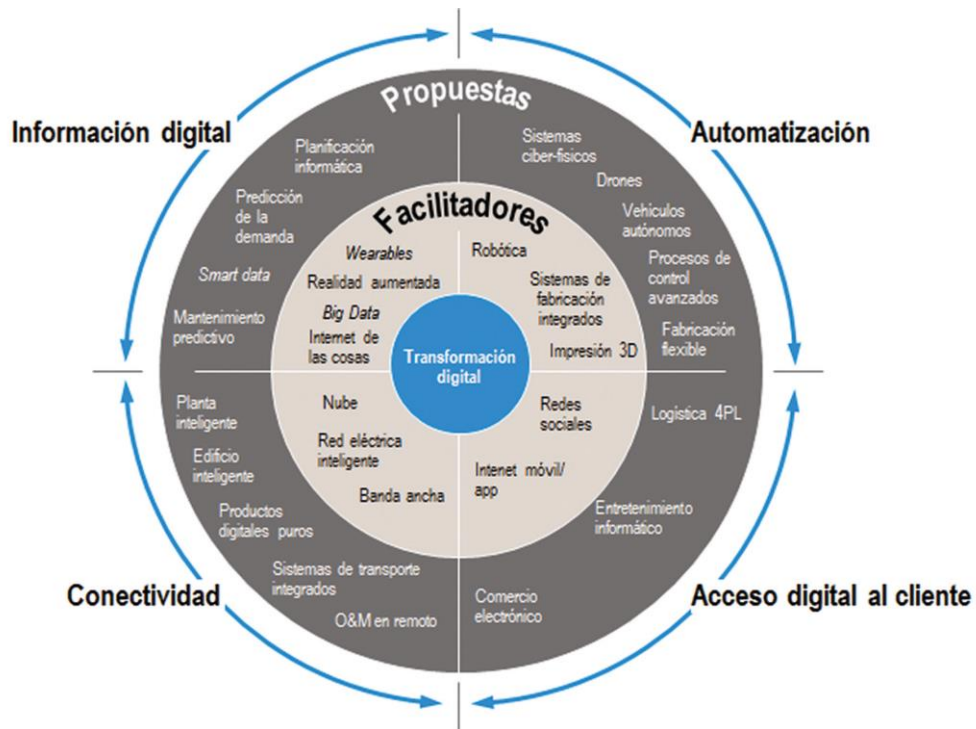 Propuestas
Información digital
Automatización
Planificación
informática
Predicción
de la
demanda
Smart data
Mantenimiento
predictivo
Sistemas
ciber-físicos
Drones
Vehículos
autónomos
Procesos de
control
avanzados
Fabricación
flexible
Facilitadores
Wearables
Realidad aumentada
Big Data
Internet de
las cosas
Robótica
Sistemas de
fabricación
integrados
Impresión 3D
Transformación
digital
Nube
Red eléctrica
inteligente
Banda ancha
Redes
sociales
Intenet móvil/
app
Planta
inteligente
Edificio
inteligente
Productos
digitales puros
Sistemas de transporte
integrados
O&M en remoto
Logística 4PL
Entretenimiento
informático
Comercio
electrónico
Conectividad
Acceso digital al cliente